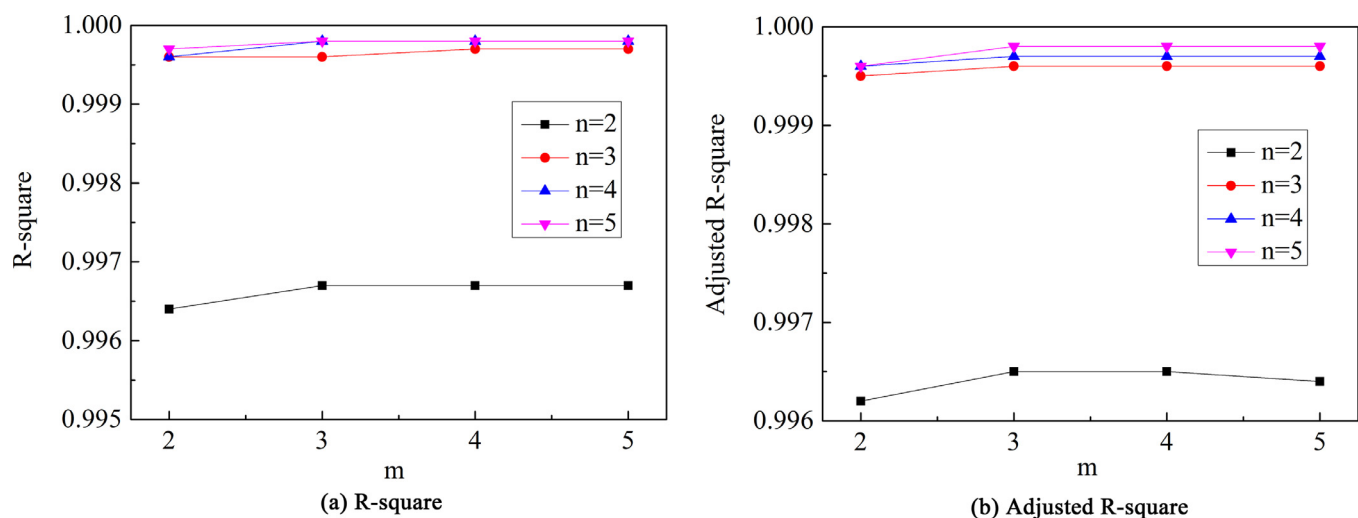 1.000
0.999
0.998
0.997
0.996
0.995
R-square
n=2
n=3
n=4
n=5
2 3 4 5
m
(a) R-square
1.000
0.999
0.998
0.997
0.996
Adjusted R-square
n=2
n=3
n=4
n=5
2 3 4 5
m
(b) Adjusted R-square